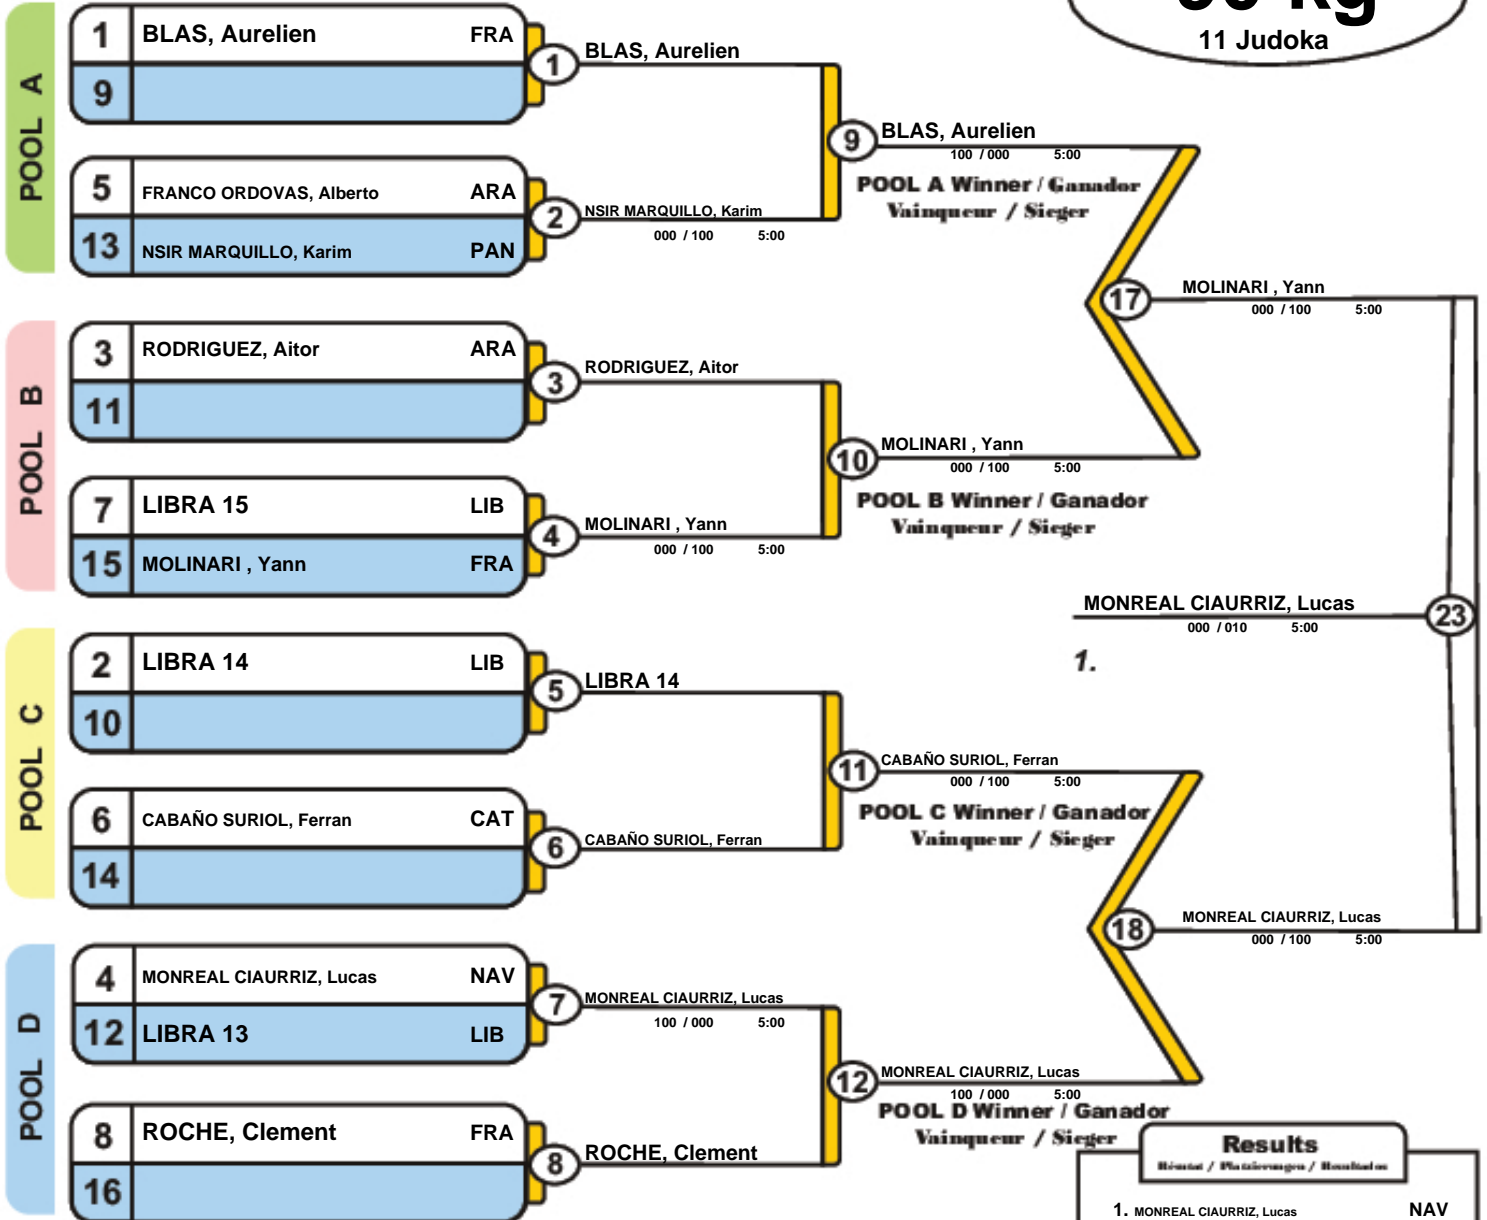 11 Judoka
POOL A
1 BLAS, Aurelien FRA
9
1 BLAS, Aurelien
5 FRANCO ORDOVAS, Alberto ARA
13 NSIR MARQUILLO, Karim PAN
2 NSIR MARQUILLO, Karim
000 / 100 5:00
9 BLAS, Aurelien
100 / 000 5:00
POOL A Winner / Ganador
Vainqueur / Sieger
POOL B
3 RODRIGUEZ, Aitor ARA
11
3 RODRIGUEZ, Aitor
7 LIBRA 15 LIB
15 MOLINARI , Yann FRA
4 MOLINARI , Yann
000 / 100 5:00
10 MOLINARI , Yann
000 / 100 5:00
POOL B Winner / Ganador
Vainqueur / Sieger
17 MOLINARI , Yann
000 / 100 5:00
MONREAL CIAURRIZ, Lucas 23
000 / 010 5:00
1.
POOL C
2 LIBRA 14 LIB
10
5 LIBRA 14
6 CABAÑO SURIOL, Ferran CAT
14
6 CABAÑO SURIOL, Ferran
11 CABAÑO SURIOL, Ferran
000 / 100 5:00
POOL C Winner / Ganador
Vainqueur / Sieger
18 MONREAL CIAURRIZ, Lucas
000 / 100 5:00
POOL D
4 MONREAL CIAURRIZ, Lucas NAV
12 LIBRA 13 LIB
7 MONREAL CIAURRIZ, Lucas
100 / 000 5:00
8 ROCHE, Clement FRA
16
8 ROCHE, Clement
12 MONREAL CIAURRIZ, Lucas
100 / 000 5:00
POOL D Winner / Ganador
Vainqueur / Sieger
Results
/ Platzierungen / Resultados
1. MONREAL CIAURRIZ, Lucas NAV